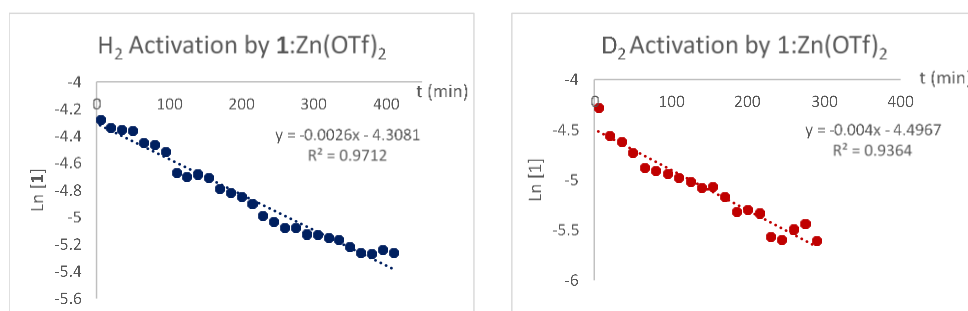 H₂ Activation by 1:Zn(OTf)₂
-4
0
100
200
300
400
t (min)
-4.2
-4.4
-4.6
-4.8
-5
-5.2
-5.4
-5.6
Ln [1]
y = -0.0026x - 4.3081
R² = 0.9712
D₂ Activation by 1:Zn(OTf)₂
-4
0
100
200
300
400
t (min)
-4.5
-5
-5.5
-6
Ln [1]
y = -0.004x - 4.4967
R² = 0.9364